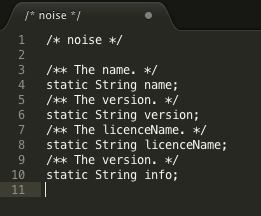 /* noise */
1 /* noise */
2
3 /** The name. */
4 static String name;
5 /** The version. */
6 static String version;
7 /** The licenceName. */
8 static String licenceName;
9 /** The version. */
10 static String info;
11